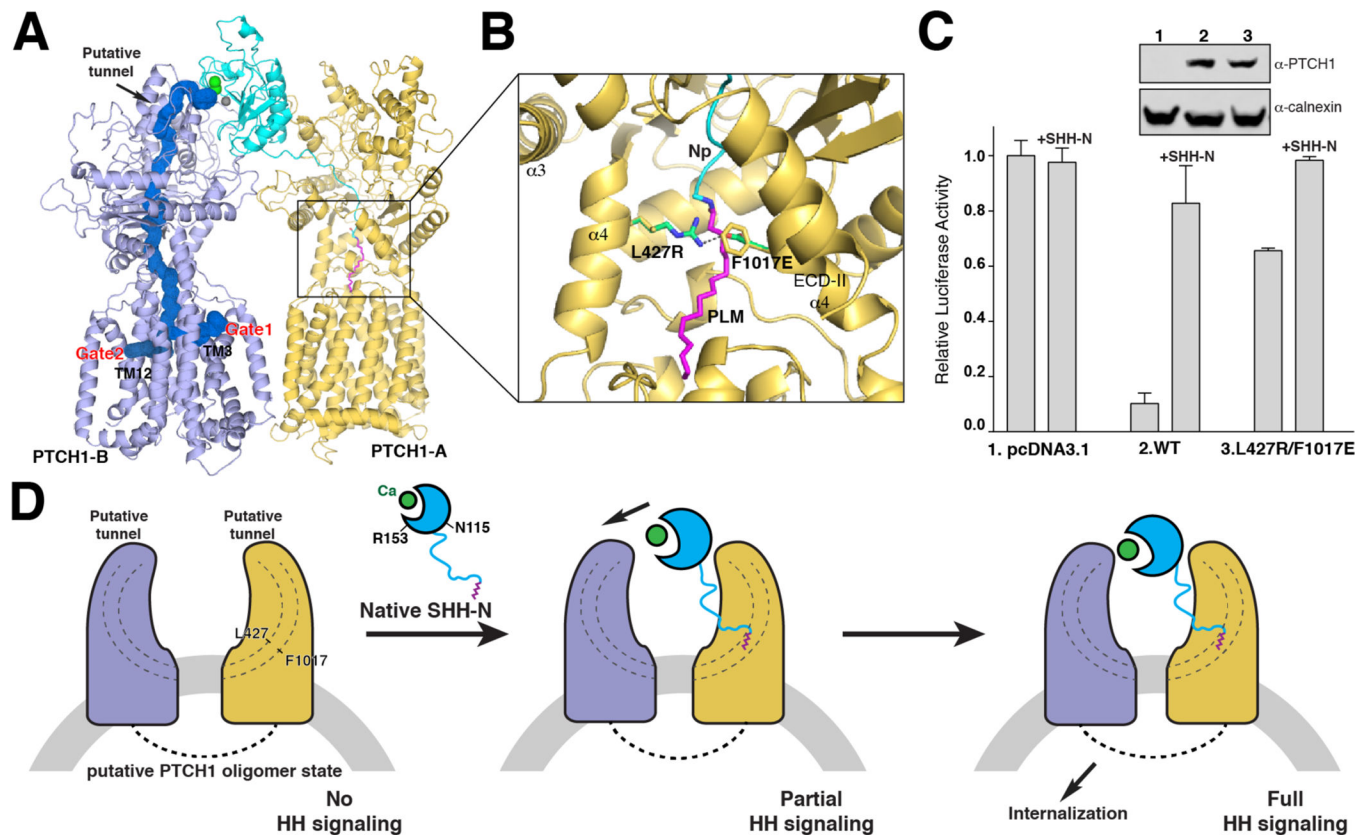 A
Putative
tunnel
Gate1
Gate2
TM3
TM12
PTCH1-B
PTCH1-A
B
Np
α3
α4
L427R
F1017E
ECD-II
α4
PLM
C
1 2 3
α-PTCH1
α-calnexin
+SHH-N
+SHH-N
+SHH-N
Relative Luciferase Activity
1.0
0.8
0.6
0.4
0.2
0.0
1. pcDNA3.1
2.WT
3.L427R/F1017E
D
Putative
tunnel
Putative
tunnel
L427
F1017
putative PTCH1 oligomer state
No
HH signaling
Ca
R153
N115
Native SHH-N
Partial
HH signaling
Internalization
Full
HH signaling